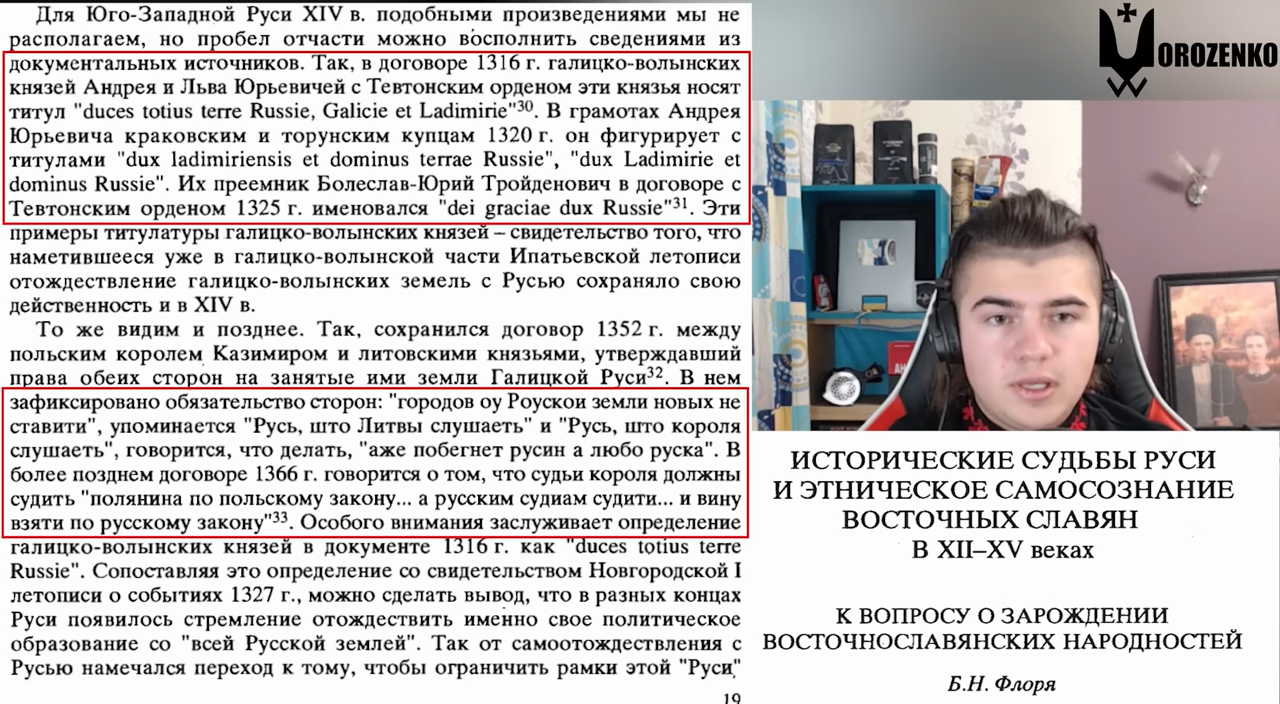 Для Юго-Западной Руси XIV в. подобными произведениями мы не
располагаем, но пробел отчасти можно восполнить сведениями из
документальных источников. Так, в договоре 1316 г. галицко-волынских
князей Андрея и Льва Юрьевичей с Тевтонским орденом эти князья носят
титул "duces totius terre Russie, Galicie et Ladimirie"30. В грамотах Андрея
Юрьевича краковским и торунским купцам 1320 г. он фигурирует с
титулами "dux ladimiriensis et dominus terrae Russie", "dux Ladimirie et
dominus Russie". Их преемник Болеслав-Юрий Тройденович в договоре с
Тевтонским орденом 1325 г. именовался "dei graciae dux Russie"31. Эти
примеры титулатуры галицко-волынских князей – свидетельство того, что
наметившееся уже в галицко-волынской части Ипатьевской летописи
отождествление галицко-волынских земель с Русью сохраняло свою
действенность и в XIV в.
То же видим и позднее. Так, сохранился договор 1352 г. между
польским королем Казимиром и литовскими князьями, утверждавший
права обеих сторон на занятые ими земли Галицкой Руси32. В нем
зафиксировано обязательство сторон: "городов оу Роускои земли новых не
ставити", упоминается "Русь, што Литвы слушаеть" и "Русь, што короля
слушаеть", говорится, что делать, "аже побегнет русин а любо руска". В
более позднем договоре 1366 г. говорится о том, что судьи короля должны
судить "полянина по польскому закону... а русским судиам судити... и вину
взяти по русскому закону"33. Особого внимания заслуживает определение
галицко-волынских князей в документе 1316 г. как "duces totius terre
Russie". Сопоставляя это определение со свидетельством Новгородской I
летописи о событиях 1327 г., можно сделать вывод, что в разных концах
Руси появилось стремление отождествить именно свое политическое
образование со "всей Русской землей". Так от самоотождествления с
Русью намечался переход к тому, чтобы ограничить рамки этой "Руси"
19
OROZENKO
ИСТОРИЧЕСКИЕ СУДЬБЫ РУСИ
И ЭТНИЧЕСКОЕ САМОСОЗНАНИЕ
ВОСТОЧНЫХ СЛАВЯН
В XII–XV веках
К ВОПРОСУ О ЗАРОЖДЕНИИ
ВОСТОЧНОСЛАВЯНСКИХ НАРОДНОСТЕЙ
Б.Н. Флоря